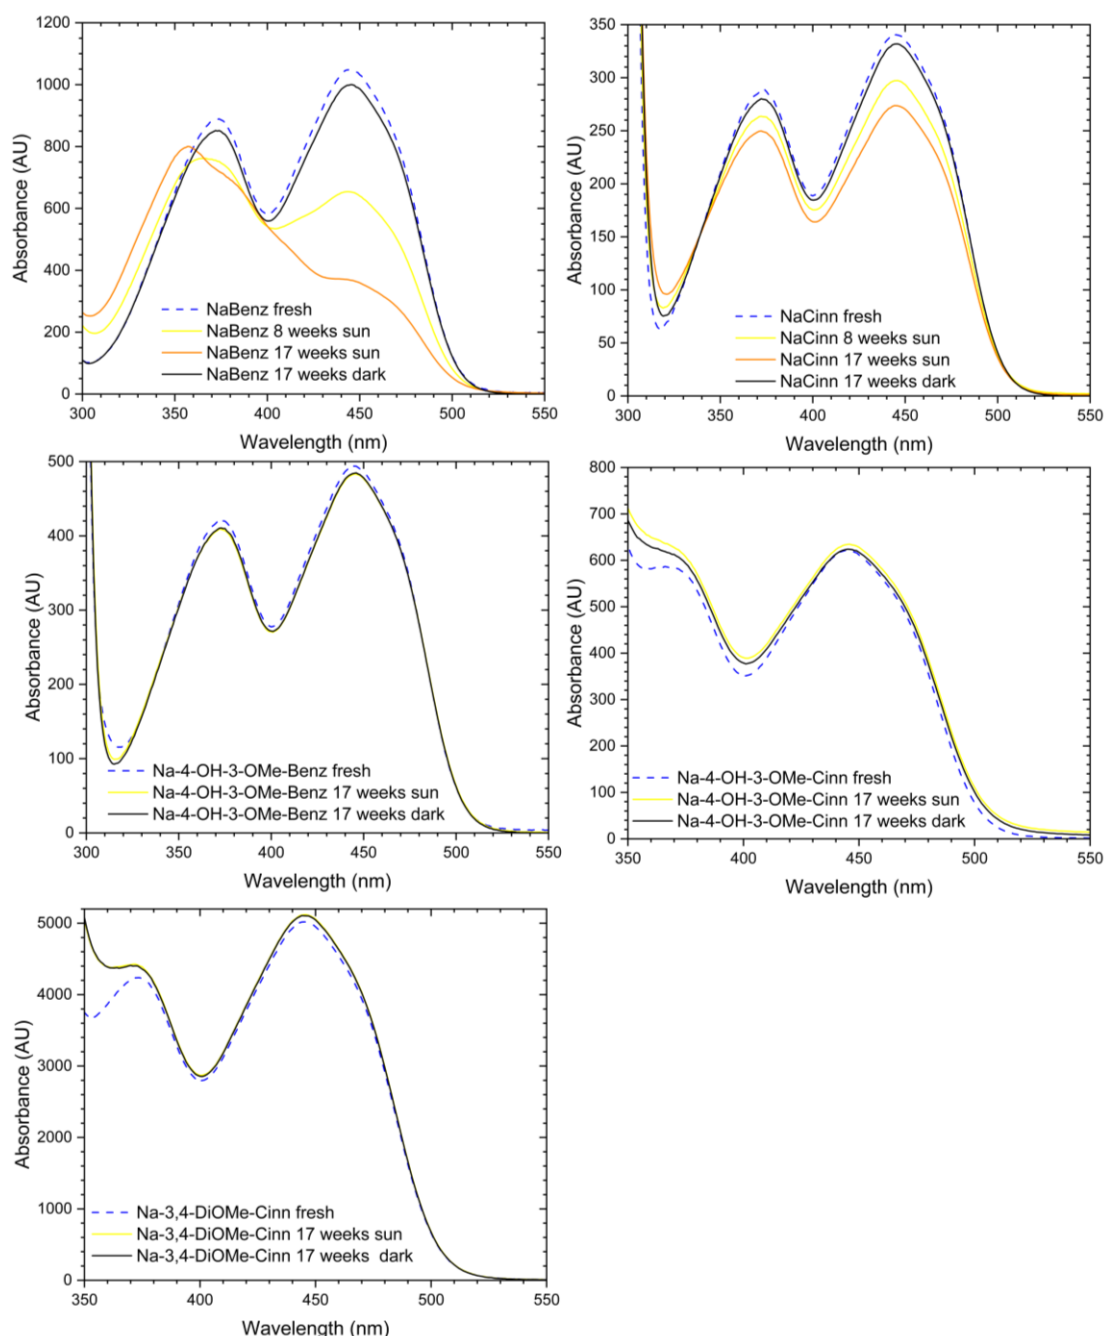 1200
1000
800
600
400
200
0
Absorbance (AU)
NaBenz fresh
NaBenz 8 weeks sun
NaBenz 17 weeks sun
NaBenz 17 weeks dark
300 350 400 450 500 550
Wavelength (nm)
350
300
250
200
150
100
50
0
Absorbance (AU)
NaCinn fresh
NaCinn 8 weeks sun
NaCinn 17 weeks sun
NaCinn 17 weeks dark
300 350 400 450 500 550
Wavelength (nm)
500
400
300
200
100
0
Absorbance (AU)
Na-4-OH-3-OMe-Benz fresh
Na-4-OH-3-OMe-Benz 17 weeks sun
Na-4-OH-3-OMe-Benz 17 weeks dark
300 350 400 450 500 550
Wavelength (nm)
800
700
600
500
400
300
200
100
0
Absorbance (AU)
Na-4-OH-3-OMe-Cinn fresh
Na-4-OH-3-OMe-Cinn 17 weeks sun
Na-4-OH-3-OMe-Cinn 17 weeks dark
350 400 450 500 550
Wavelength (nm)
5000
4000
3000
2000
1000
0
Absorbance (AU)
Na-3,4-DiOMe-Cinn fresh
Na-3,4-DiOMe-Cinn 17 weeks sun
Na-3,4-DiOMe-Cinn 17 weeks dark
350 400 450 500 550
Wavelength (nm)